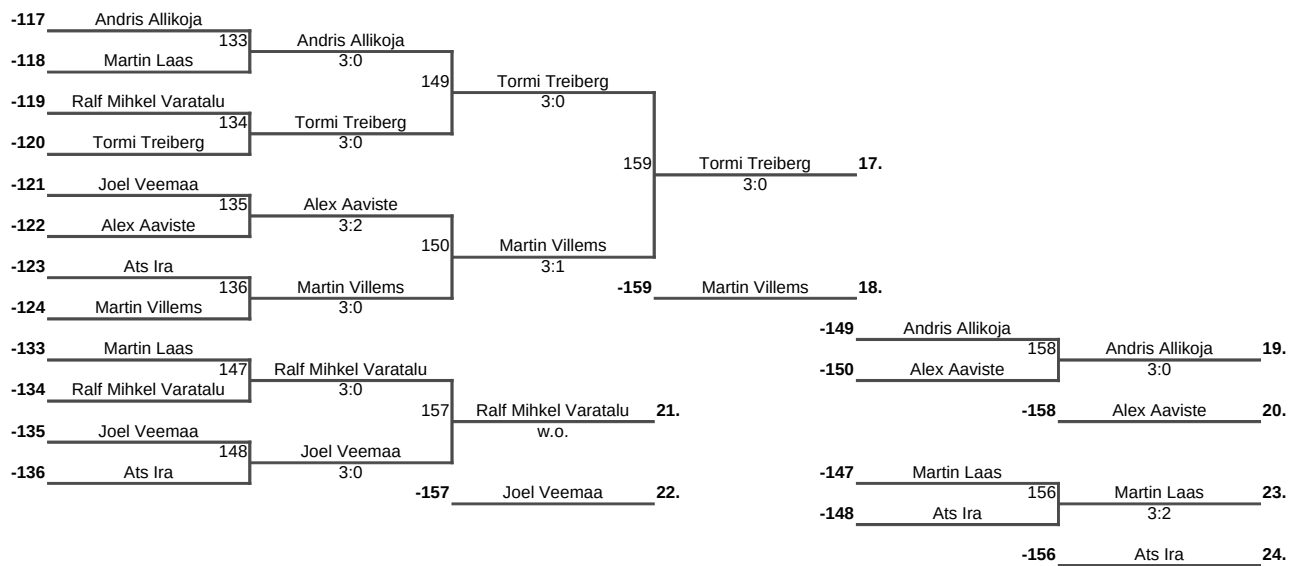 -117 Andris Allikoja
133 Andris Allikoja
-118 Martin Laas 3:0
149 Tormi Treiberg
-119 Ralf Mihkel Varatalu 3:0
134 Tormi Treiberg
-120 Tormi Treiberg 3:0
159 Tormi Treiberg 17.
-121 Joel Veemaa 3:0
135 Alex Aaviste
-122 Alex Aaviste 3:2
150 Martin Villems
-123 Ats Ira 3:1
136 Martin Villems -159 Martin Villems 18.
-124 Martin Villems 3:0
-149 Andris Allikoja
-133 Martin Laas 158 Andris Allikoja 19.
147 Ralf Mihkel Varatalu -150 Alex Aaviste 3:0
-134 Ralf Mihkel Varatalu 3:0
157 Ralf Mihkel Varatalu 21. -158 Alex Aaviste 20.
-135 Joel Veemaa w.o.
148 Joel Veemaa
-136 Ats Ira 3:0 -147 Martin Laas
-157 Joel Veemaa 22. 156 Martin Laas 23.
-148 Ats Ira 3:2
-156 Ats Ira 24.